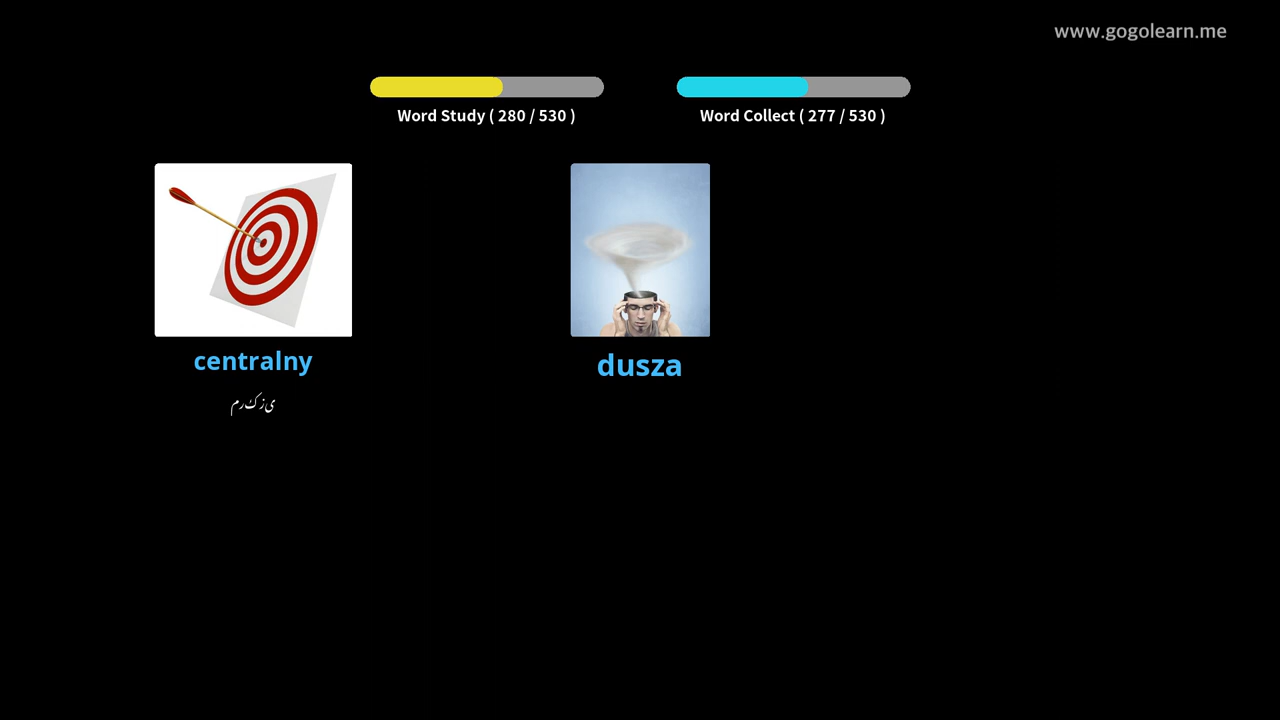 www.gogolearn.me
Word Study ( 280 / 530 )
Word Collect ( 277 / 530 )
centralny
dusza
مرکزی